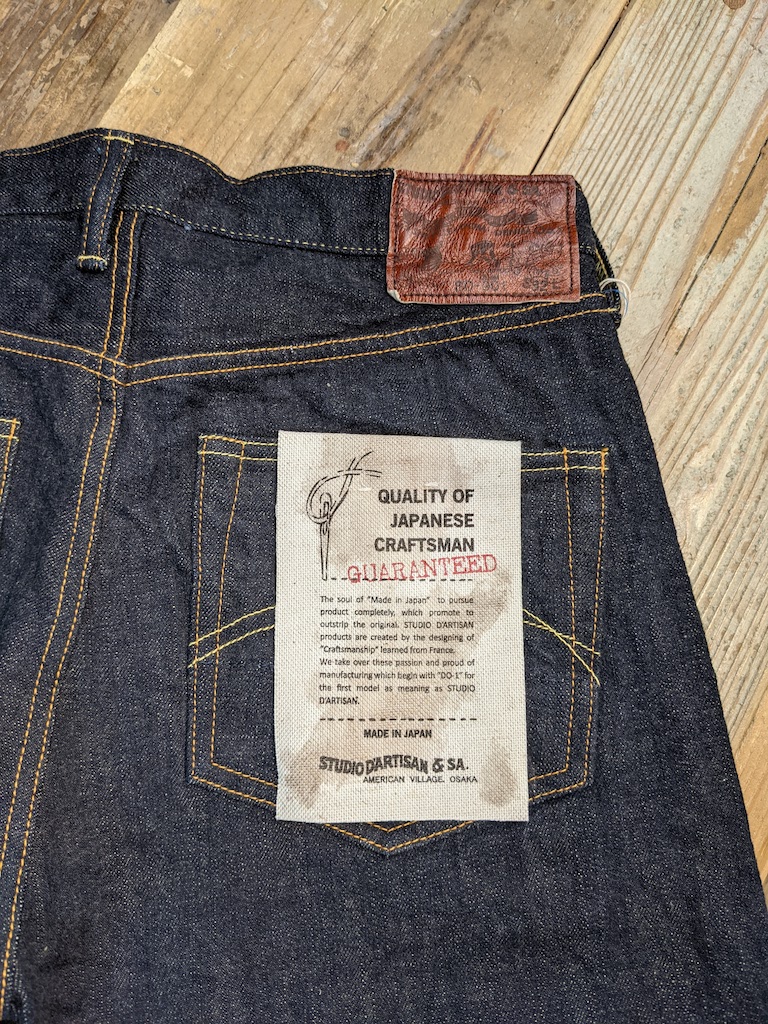 QUALITY OF
JAPANESE
CRAFTSMAN
GUARANTEED
The soul of "Made in Japan" to pursue
product completely, which promote to
outstrip the original. STUDIO D'ARTISAN
products are created by the designing of
"Craftsmanship" learned from France.
We take over these passion and proud of
manufacturing which begin with "DO-1" for
the first model as meaning as STUDIO
D'ARTISAN.
MADE IN JAPAN
STUDIO D'ARTISAN & SA.
AMERICAN VILLAGE. OSAKA